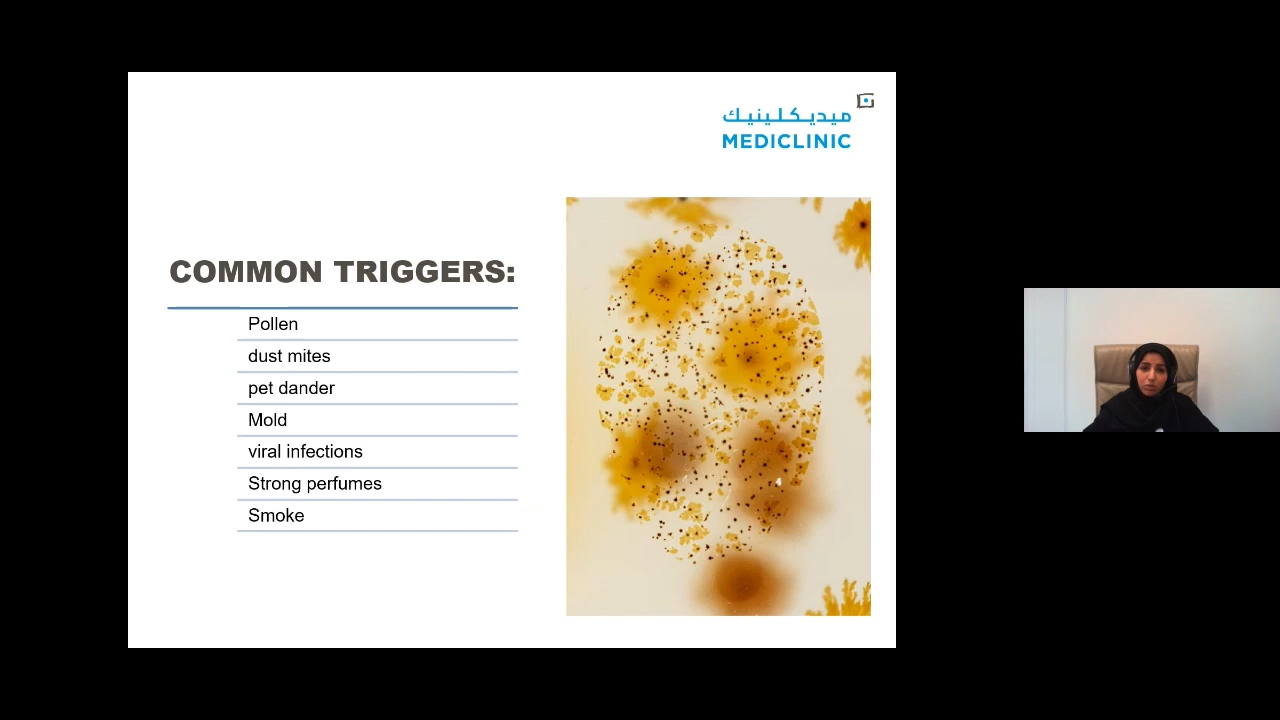 ميديكلينيك
MEDICLINIC
COMMON TRIGGERS:
Pollen
dust mites
pet dander
Mold
viral infections
Strong perfumes
Smoke